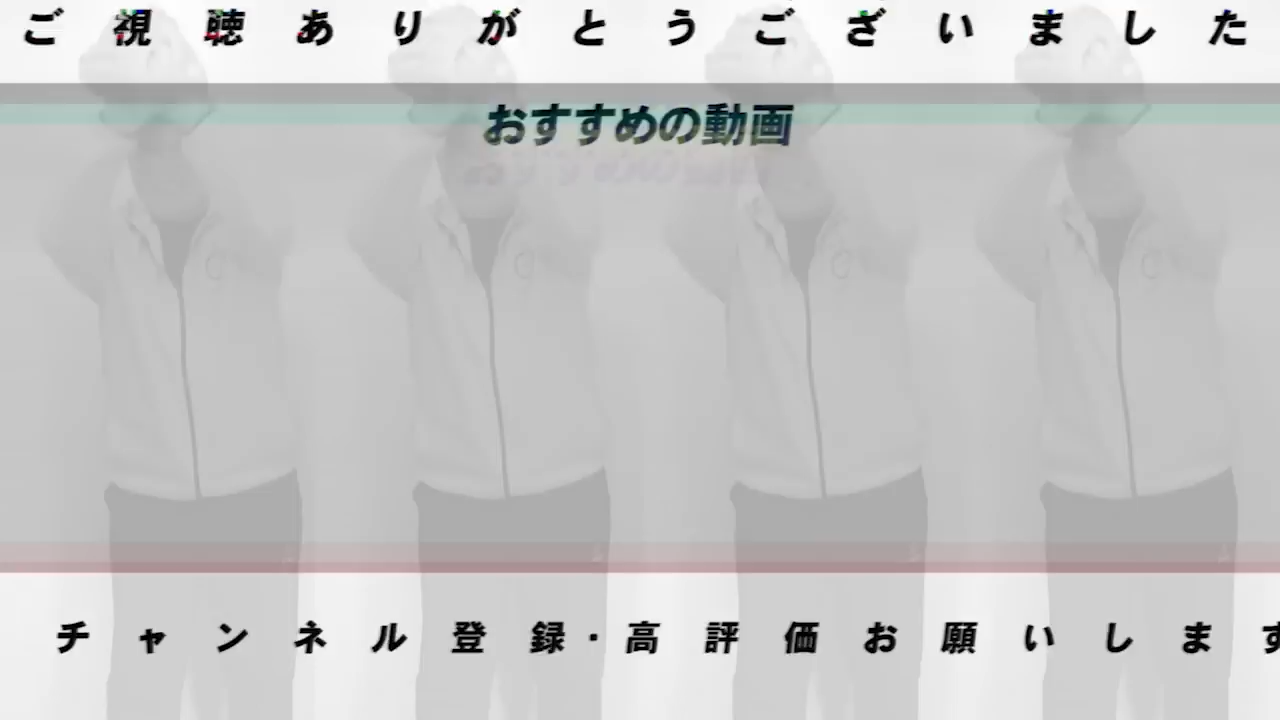 ご視聴ありがとうございました
おすすめの動画
チャンネル登録・高評価お願いします